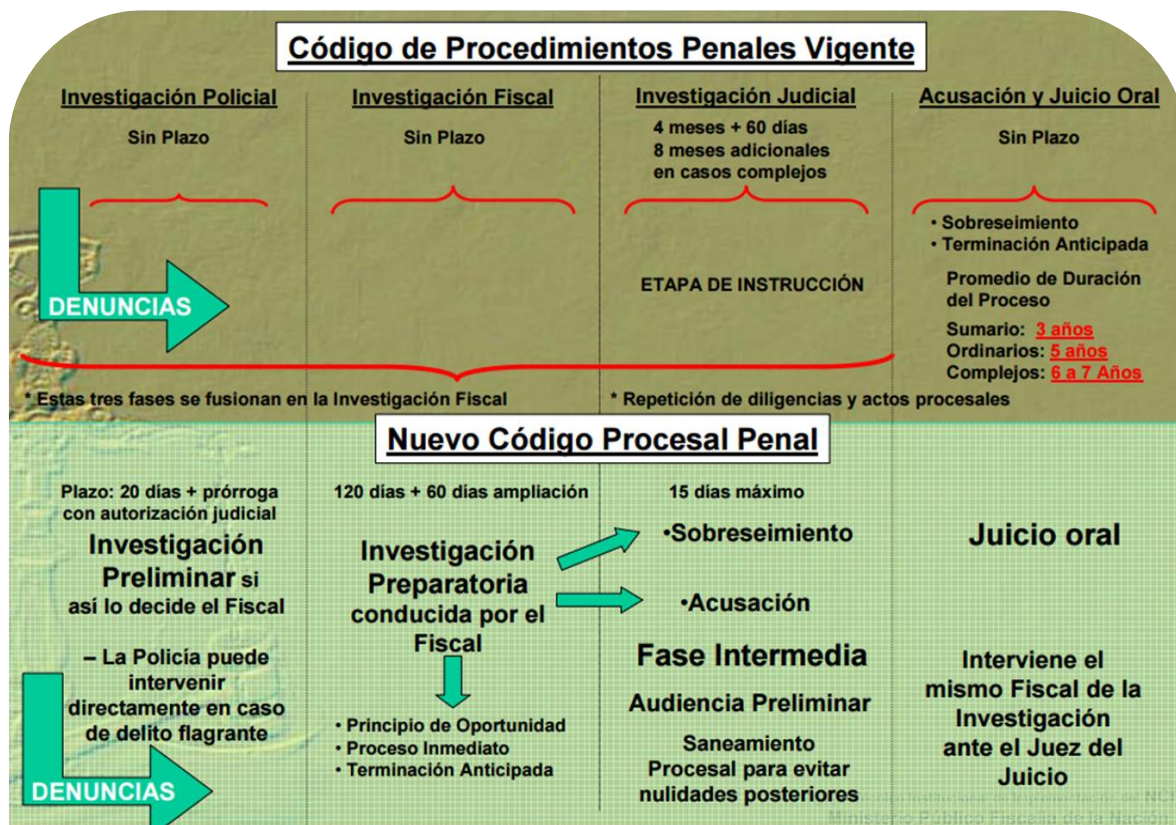 Código de Procedimientos Penales Vigente
Investigación Policial
Sin Plazo
Investigación Fiscal
Sin Plazo
Investigación Judicial
4 meses + 60 días
8 meses adicionales
en casos complejos
Acusación y Juicio Oral
Sin Plazo
DENUNCIAS
ETAPA DE INSTRUCCIÓN
• Sobreseimiento
• Terminación Anticipada
Promedio de Duración
del Proceso
Sumario: 3 años
Ordinarios: 5 años
Complejos: 6 a 7 Años
* Estas tres fases se fusionan en la Investigación Fiscal
* Repetición de diligencias y actos procesales
Nuevo Código Procesal Penal
Plazo: 20 días + prórroga
con autorización judicial
Investigación
Preliminar si
así lo decide el Fiscal
– La Policía puede
intervenir
directamente en caso
de delito flagrante
DENUNCIAS
120 días + 60 días ampliación
Investigación
Preparatoria
conducida por el
Fiscal
• Principio de Oportunidad
• Proceso Inmediato
• Terminación Anticipada
15 días máximo
•Sobreseimiento
•Acusación
Fase Intermedia
Audiencia Preliminar
Saneamiento
Procesal para evitar
nulidades posteriores
Juicio oral
Interviene el
mismo Fiscal de la
Investigación
ante el Juez del
Juicio
Ministerio Público Fiscalía de la Nación